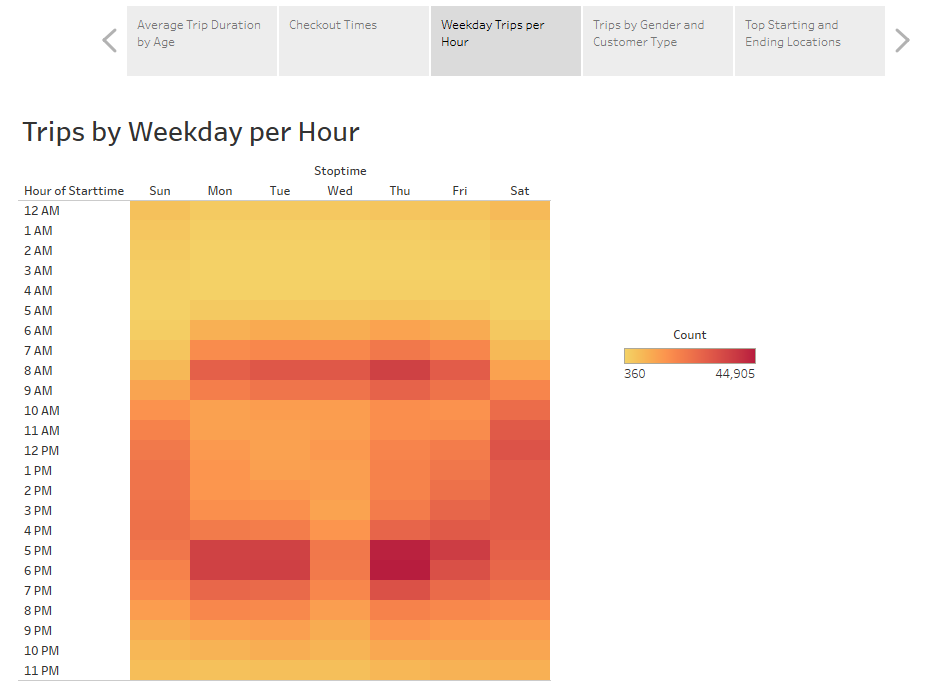 Average Trip Duration
by Age
Checkout Times
Weekday Trips per
Hour
Trips by Gender and
Customer Type
Top Starting and
Ending Locations
Trips by Weekday per Hour
Stoptime
Hour of Starttime Sun Mon Tue Wed Thu Fri Sat
12 AM
1 AM
2 AM
3 AM
4 AM
5 AM
6 AM
7 AM
8 AM
9 AM
10 AM
11 AM
12 PM
1 PM
2 PM
3 PM
4 PM
5 PM
6 PM
7 PM
8 PM
9 PM
10 PM
11 PM
Count
360 44,905